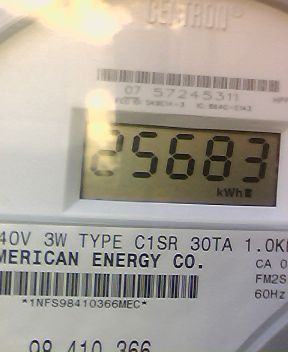 CELTRON
07 57245311
25683
kWh
40V 3W TYPE C1SR 30TA 1.0K
MERICAN ENERGY CO.
CA 0
FM2S
60Hz
*1NFS98410366MEC*
98 410 366